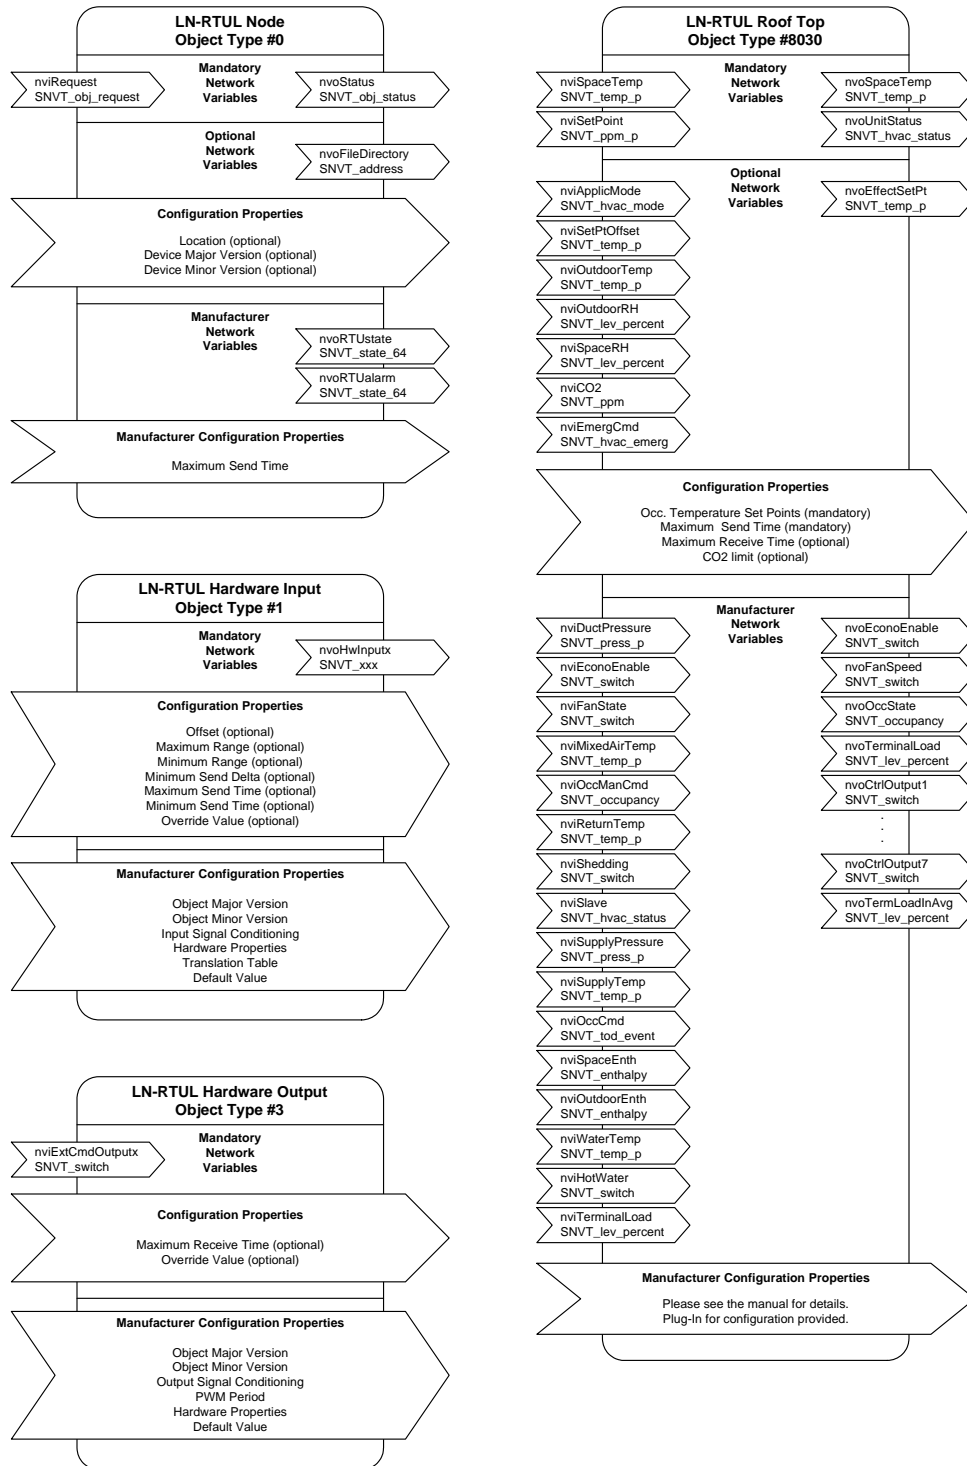 LN-RTUL Node
Object Type #0
Mandatory
Network
Variables
nviRequest
SNVT_obj_request
nvoStatus
SNVT_obj_status
Optional
Network
Variables
nvoFileDirectory
SNVT_address
Configuration Properties
Location (optional)
Device Major Version (optional)
Device Minor Version (optional)
Manufacturer
Network
Variables
nvoRTUstate
SNVT_state_64
nvoRTUalarm
SNVT_state_64
Manufacturer Configuration Properties
Maximum Send Time
LN-RTUL Hardware Input
Object Type #1
Mandatory
Network
Variables
nvoHwInputx
SNVT_xxx
Configuration Properties
Offset (optional)
Maximum Range (optional)
Minimum Range (optional)
Minimum Send Delta (optional)
Maximum Send Time (optional)
Minimum Send Time (optional)
Override Value (optional)
Manufacturer Configuration Properties
Object Major Version
Object Minor Version
Input Signal Conditioning
Hardware Properties
Translation Table
Default Value
LN-RTUL Hardware Output
Object Type #3
Mandatory
Network
Variables
nviExtCmdOutputx
SNVT_switch
Configuration Properties
Maximum Receive Time (optional)
Override Value (optional)
Manufacturer Configuration Properties
Object Major Version
Object Minor Version
Output Signal Conditioning
PWM Period
Hardware Properties
Default Value
LN-RTUL Roof Top
Object Type #8030
Mandatory
Network
Variables
nviSpaceTemp
SNVT_temp_p
nviSetPoint
SNVT_ppm_p
nvoSpaceTemp
SNVT_temp_p
nvoUnitStatus
SNVT_hvac_status
Optional
Network
Variables
nviApplicMode
SNVT_hvac_mode
nviSetPtOffset
SNVT_temp_p
nviOutdoorTemp
SNVT_temp_p
nviOutdoorRH
SNVT_lev_percent
nviSpaceRH
SNVT_lev_percent
nviCO2
SNVT_ppm
nviEmergCmd
SNVT_hvac_emerg
nvoEffectSetPt
SNVT_temp_p
Configuration Properties
Occ. Temperature Set Points (mandatory)
Maximum Send Time (mandatory)
Maximum Receive Time (optional)
CO2 limit (optional)
Manufacturer
Network
Variables
nviDuctPressure
SNVT_press_p
nviEconoEnable
SNVT_switch
nviFanState
SNVT_switch
nviMixedAirTemp
SNVT_temp_p
nviOccManCmd
SNVT_occupancy
nviReturnTemp
SNVT_temp_p
nviShedding
SNVT_switch
nviSlave
SNVT_hvac_status
nviSupplyPressure
SNVT_press_p
nviSupplyTemp
SNVT_temp_p
nviOccCmd
SNVT_tod_event
nviSpaceEnth
SNVT_enthalpy
nviOutdoorEnth
SNVT_enthalpy
nviWaterTemp
SNVT_temp_p
nviHotWater
SNVT_switch
nviTerminalLoad
SNVT_lev_percent
nvoEconoEnable
SNVT_switch
nvoFanSpeed
SNVT_switch
nvoOccState
SNVT_occupancy
nvoTerminalLoad
SNVT_lev_percent
nvoCtrlOutput1
SNVT_switch
.
.
.
nvoCtrlOutput7
SNVT_switch
nvoTermLoadInAvg
SNVT_lev_percent
Manufacturer Configuration Properties
Please see the manual for details.
Plug-In for configuration provided.